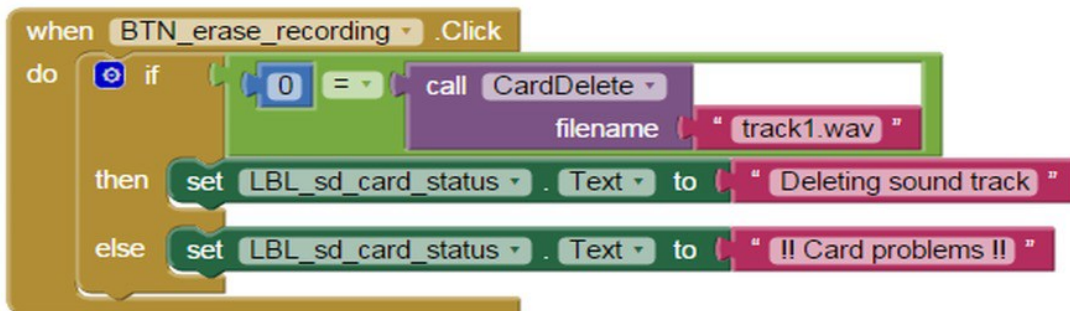 when BTN_erase_recording .Click
do if 0 = call CardDelete
filename " track1.wav "
then set LBL_sd_card_status . Text to " Deleting sound track "
else set LBL_sd_card_status . Text to " !! Card problems !! "